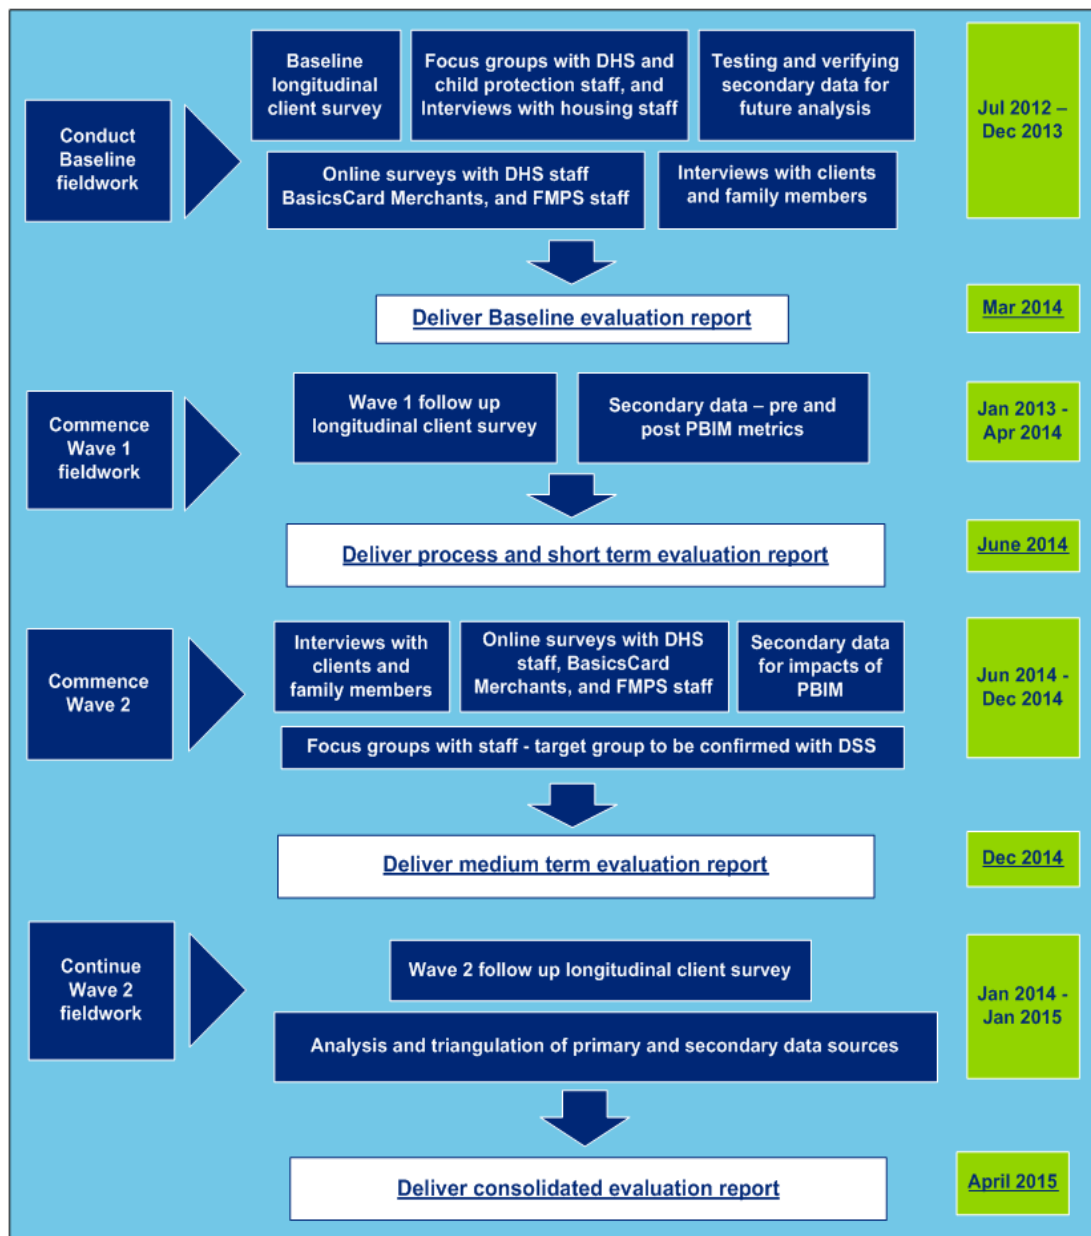 Baseline
longitudinal
client survey
Focus groups with DHS and
child protection staff, and
Interviews with housing staff
Testing and verifying
secondary data for
future analysis
Conduct
Baseline
fieldwork
Jul 2012 –
Dec 2013
Online surveys with DHS staff
BasicsCard Merchants, and FMPS staff
Interviews with clients
and family members
Deliver Baseline evaluation report
Mar 2014
Commence
Wave 1
fieldwork
Wave 1 follow up
longitudinal client survey
Secondary data – pre and
post PBIM metrics
Jan 2013 -
Apr 2014
Deliver process and short term evaluation report
June 2014
Commence
Wave 2
Interviews with
clients and
family members
Online surveys with DHS
staff, BasicsCard
Merchants, and FMPS staff
Secondary data
for impacts of
PBIM
Jun 2014 -
Dec 2014
Focus groups with staff - target group to be confirmed with DSS
Deliver medium term evaluation report
Dec 2014
Continue
Wave 2
fieldwork
Wave 2 follow up longitudinal client survey
Jan 2014 -
Jan 2015
Analysis and triangulation of primary and secondary data sources
Deliver consolidated evaluation report
April 2015